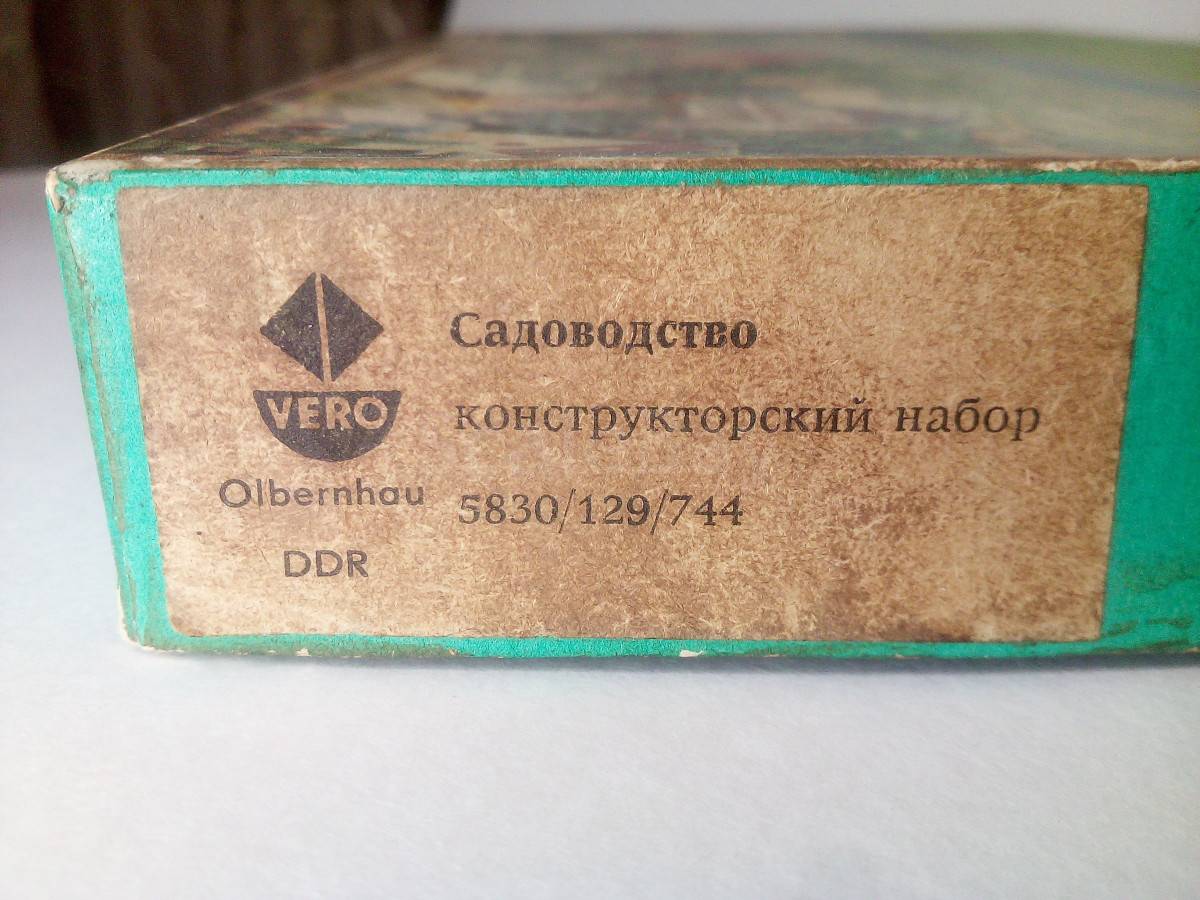 VERO
Olbernhau
DDR
Садоводство
конструкторский набор
5830/129/744